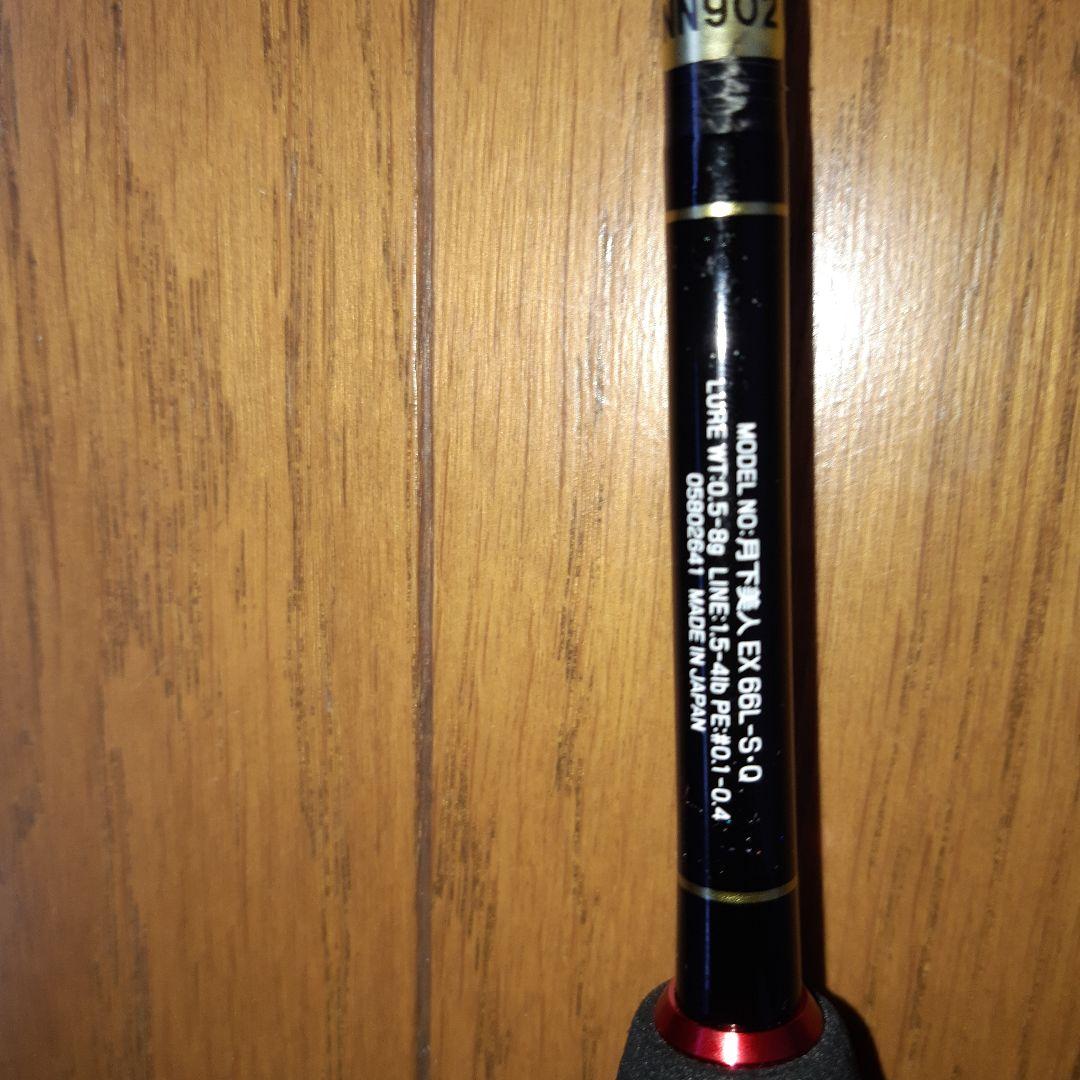 NN902
MODEL NO:月下美人 EX 66L-S・Q
LURE WT:0.5-8g LINE:1.5-4lb PE:#0.1-0.4
05802641 MADE IN JAPAN